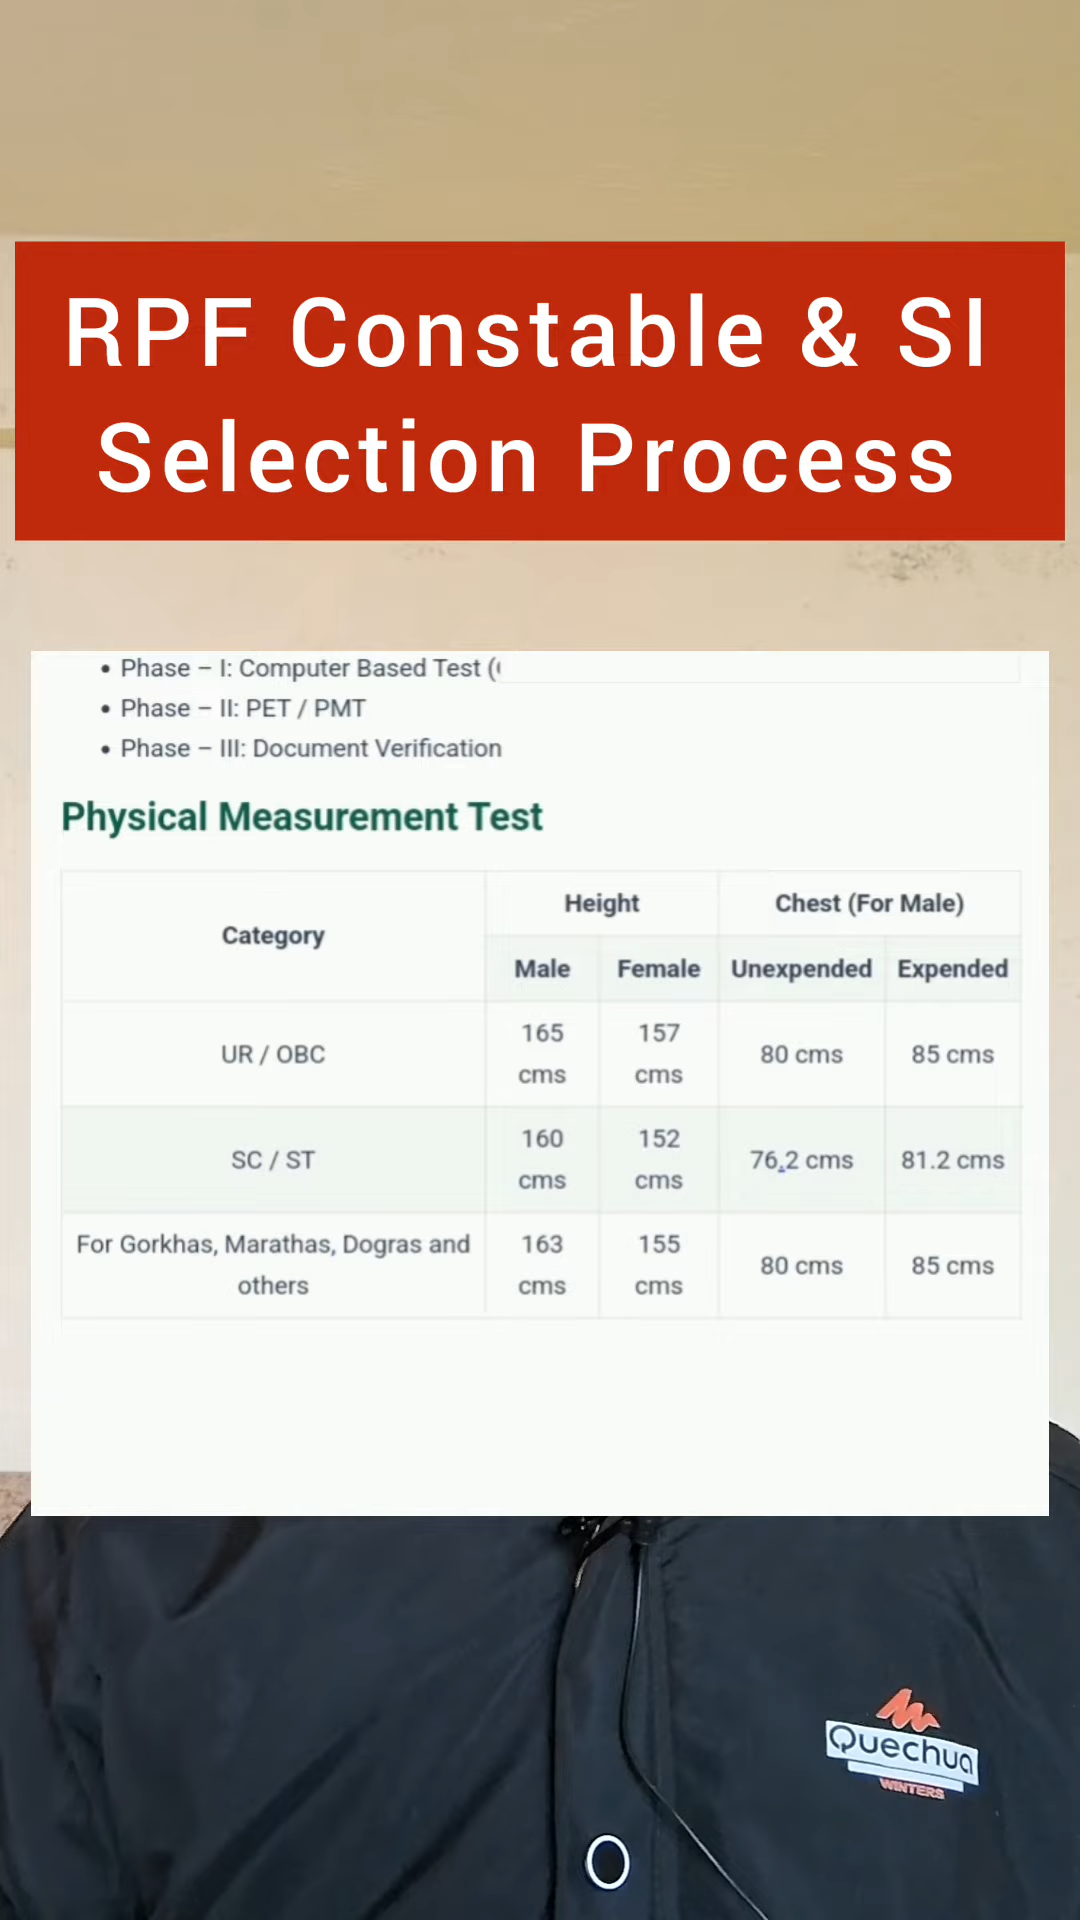 RPF Constable & SI
Selection Process
• Phase – I: Computer Based Test (
• Phase – II: PET / PMT
• Phase – III: Document Verification
Physical Measurement Test
Category Height Chest (For Male)
Male Female Unexpended Expended
UR / OBC 165 cms 157 cms 80 cms 85 cms
SC / ST 160 cms 152 cms 76.2 cms 81.2 cms
For Gorkhas, Marathas, Dogras and others 163 cms 155 cms 80 cms 85 cms
Quechua
WINTERS